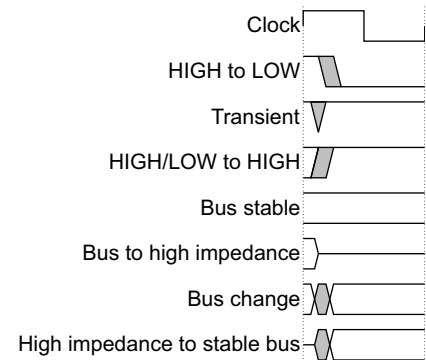 Clock
HIGH to LOW
Transient
HIGH/LOW to HIGH
Bus stable
Bus to high impedance
Bus change
High impedance to stable bus